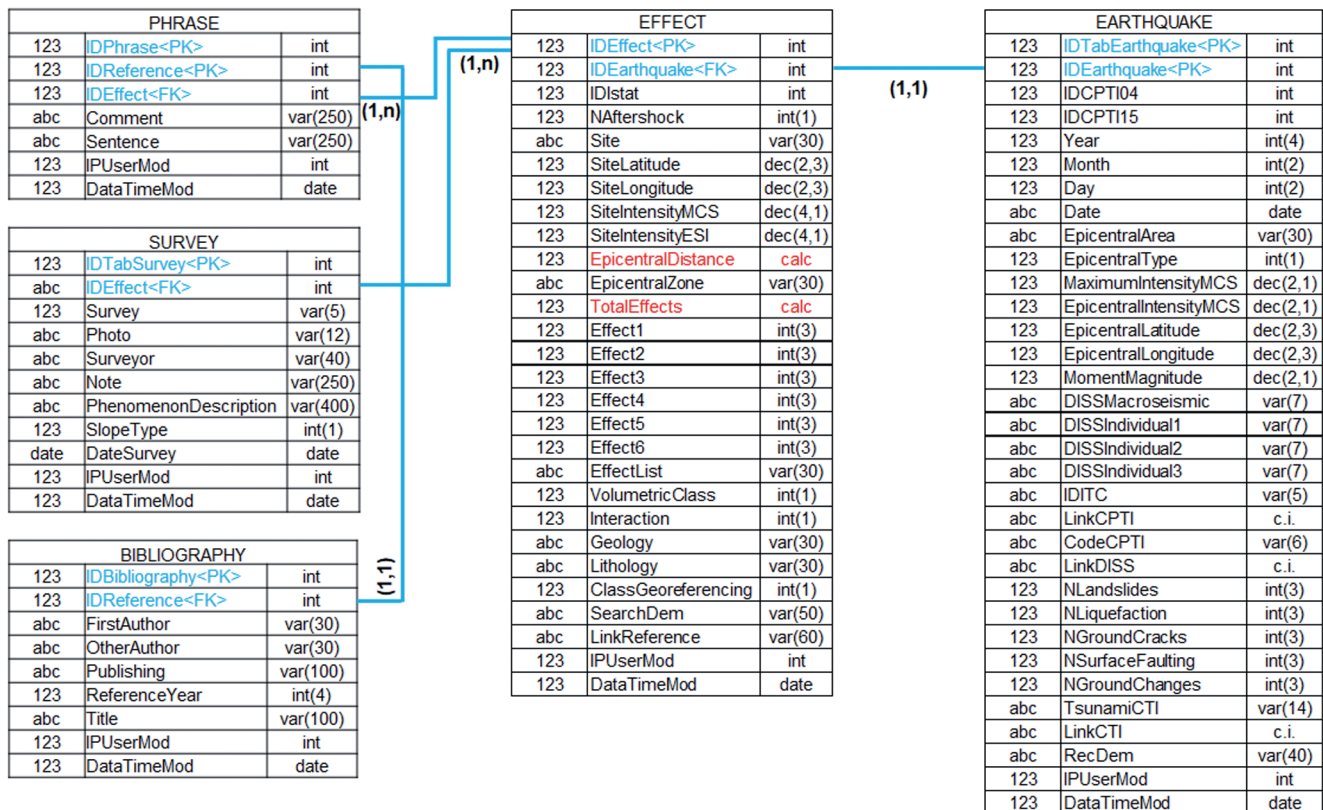 PHRASE
123 IDPhrase<PK> int
123 IDReference<PK> int
123 IDEffect<FK> int
abc Comment var(250)
abc Sentence var(250)
123 IPUserMod int
123 DataTimeMod date
SURVEY
123 IDTabSurvey<PK> int
abc IDEffect<FK> int
123 Survey var(5)
abc Photo var(12)
abc Surveyor var(40)
abc Note var(250)
abc PhenomenonDescription var(400)
123 SlopeType int(1)
date DateSurvey date
123 IPUserMod int
123 DataTimeMod date
BIBLIOGRAPHY
123 IDBibliography<PK> int
123 IDReference<FK> int
abc FirstAuthor var(30)
abc OtherAuthor var(30)
abc Publishing var(100)
123 ReferenceYear int(4)
abc Title var(100)
123 IPUserMod int
123 DataTimeMod date
(1,n)
(1,n)
(1,1)
EFFECT
123 IDEffect<PK> int
123 IDEarthquake<FK> int
123 IDIstat int
123 NAftershock int(1)
abc Site var(30)
123 SiteLatitude dec(2,3)
123 SiteLongitude dec(2,3)
123 SiteIntensityMCS dec(4,1)
123 SiteIntensityESI dec(4,1)
123 EpicentralDistance calc
abc EpicentralZone var(30)
123 TotalEffects calc
123 Effect1 int(3)
123 Effect2 int(3)
123 Effect3 int(3)
123 Effect4 int(3)
123 Effect5 int(3)
123 Effect6 int(3)
abc EffectList var(30)
123 VolumetricClass int(1)
123 Interaction int(1)
abc Geology var(30)
abc Lithology var(30)
123 ClassGeoreferencing int(1)
abc SearchDem var(50)
abc LinkReference var(60)
123 IPUserMod int
123 DataTimeMod date
(1,1)
EARTHQUAKE
123 IDTabEarthquake<PK> int
123 IDEarthquake<PK> int
123 IDCPTI04 int
123 IDCPTI15 int
123 Year int(4)
123 Month int(2)
123 Day int(2)
abc Date date
abc EpicentralArea var(30)
123 EpicentralType int(1)
123 MaximumIntensityMCS dec(2,1)
123 EpicentralIntensityMCS dec(2,1)
123 EpicentralLatitude dec(2,3)
123 EpicentralLongitude dec(2,3)
123 MomentMagnitude dec(2,1)
abc DISSMacroseismic var(7)
abc DISSIndividual1 var(7)
abc DISSIndividual2 var(7)
abc DISSIndividual3 var(7)
abc IDITC var(5)
abc LinkCPTI c.i.
abc CodeCPTI var(6)
abc LinkDISS c.i.
123 NLandslides int(3)
123 NLiquefaction int(3)
123 NGroundCracks int(3)
123 NSurfaceFaulting int(3)
123 NGroundChanges int(3)
abc TsunamiCTI var(14)
abc LinkCTI c.i.
abc RecDem var(40)
123 IPUserMod int
123 DataTimeMod date